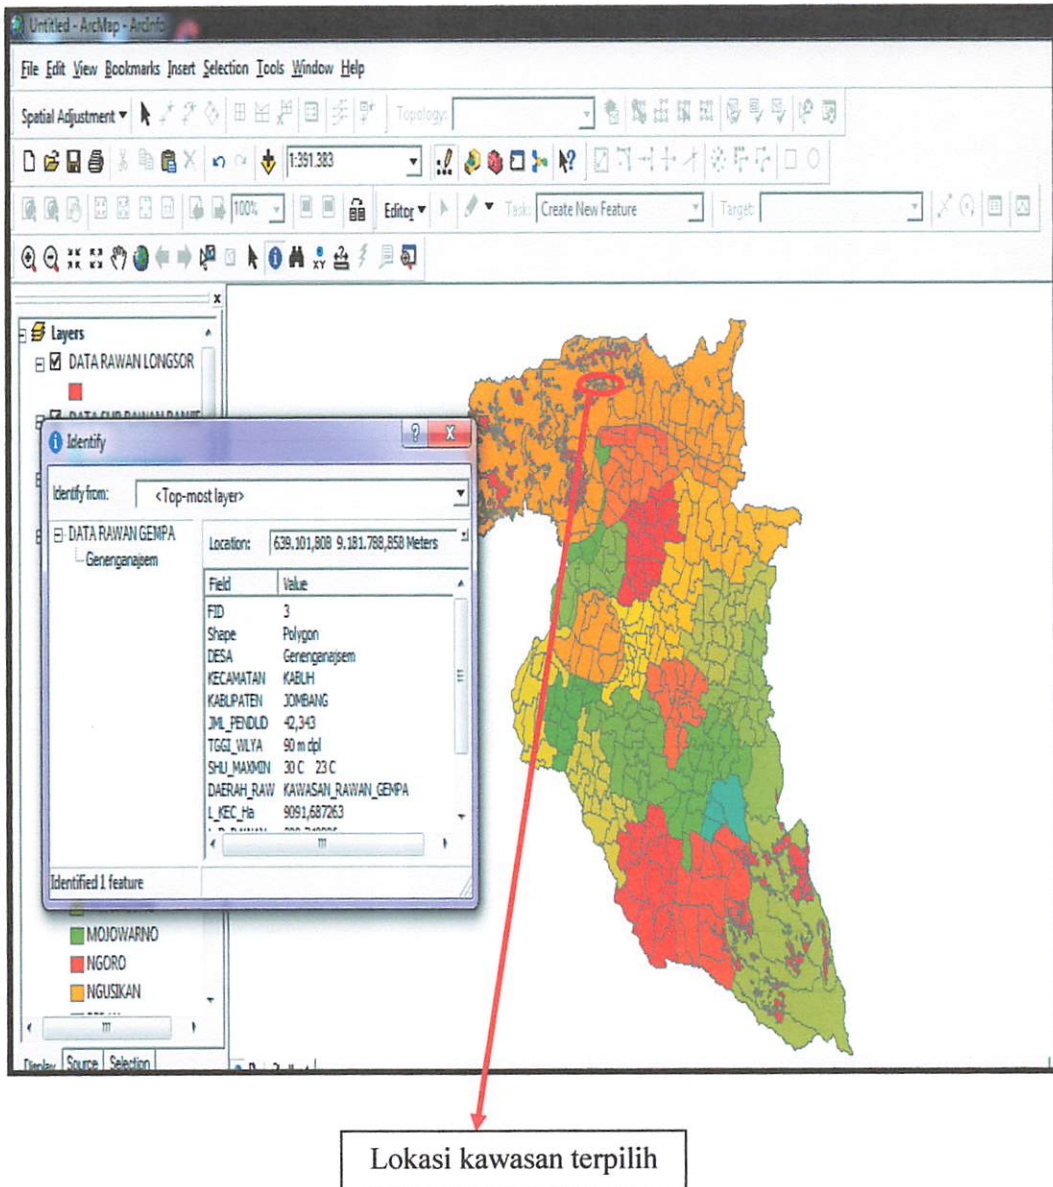 Untitled - ArcMap - ArcInfo
File Edit View Bookmarks Insert Selection Tools Window Help
Spatial Adjustment Topology:
1:391.383
100% Editor Task: Create New Feature Target:
Layers
DATA RAWAN LONGSOR
Identify
Identify from: <Top-most layer>
DATA RAWAN GEMPA
Genenganajsem
Location: 639.101,808 9.181.788,858 Meters
Field Value
FID 3
Shape Polygon
DESA Genenganajsem
KECAMATAN KABUH
KABUPATEN JOMBANG
JML_PENDUD 42,343
TGGI_WLYA 90 m dpl
SHU_MAXMIN 30 C 23 C
DAERAH_RAW KAWASAN_RAWAN_GEMPA
L_KEC_Ha 9091,687263
Identified 1 feature
MOJOWARNO
NGORO
NGUSIKAN
Display Source Selection
Lokasi kawasan terpilih